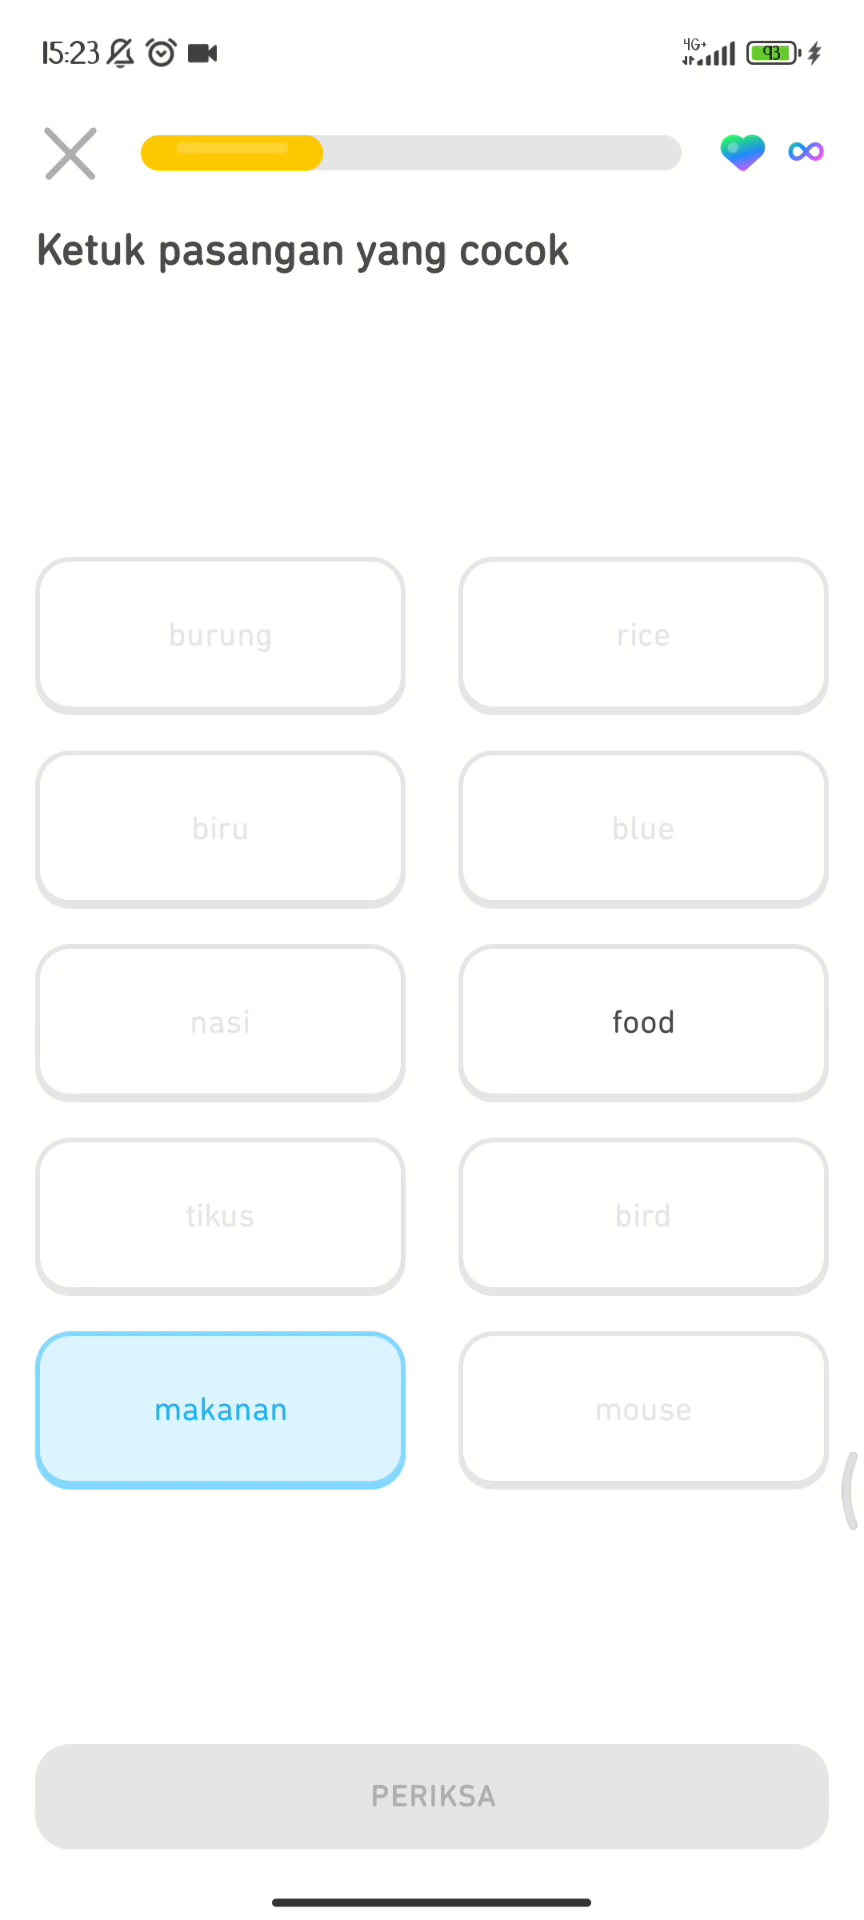 15:23
4G+
93
Ketuk pasangan yang cocok
burung
rice
biru
blue
nasi
food
tikus
bird
makanan
mouse
PERIKSA